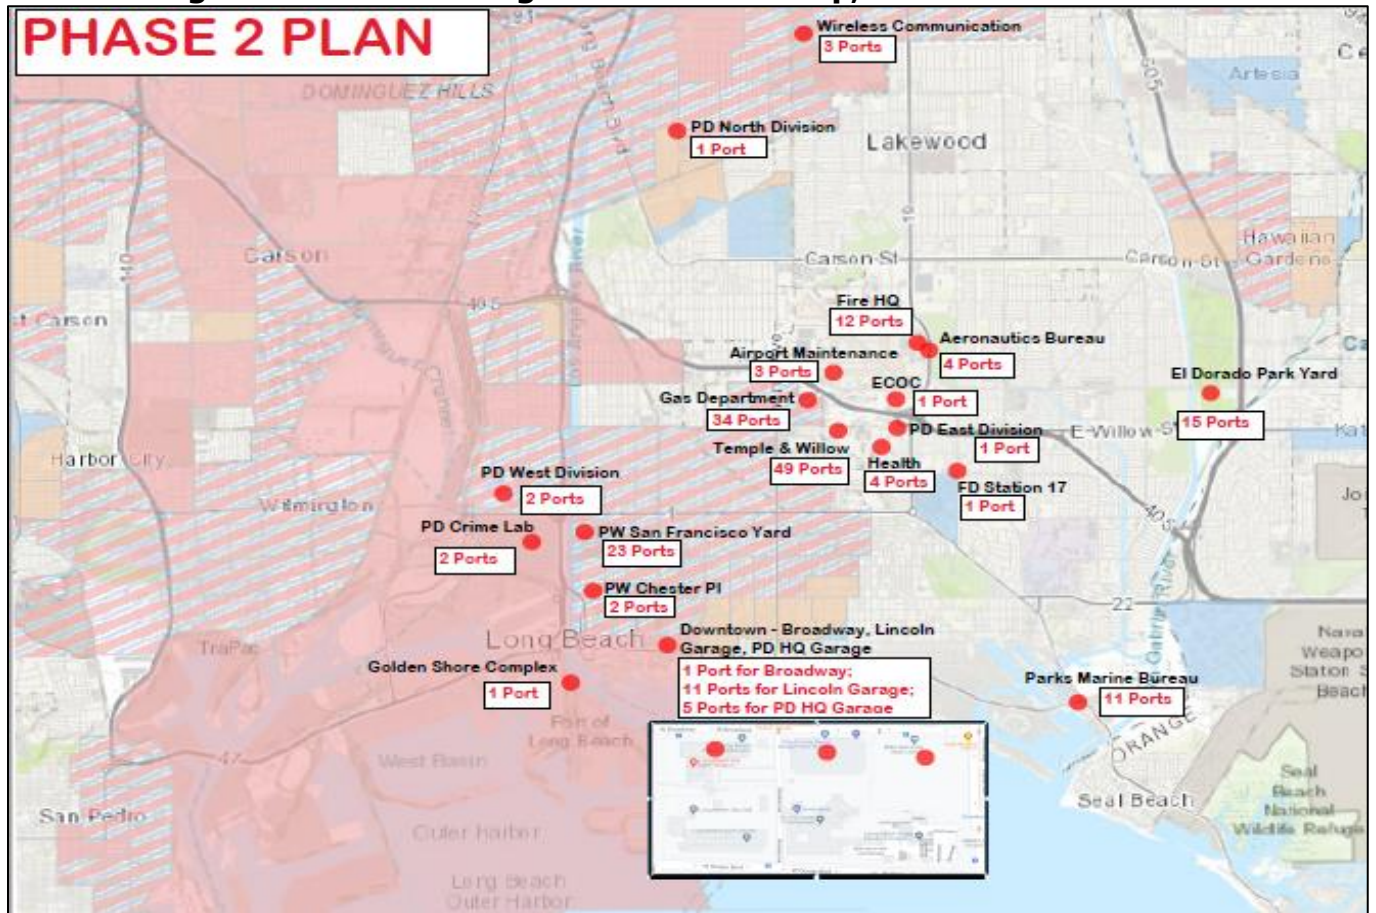 PHASE 2 PLAN
Wireless Communication
3 Ports
DOMINGUEZ HILLS
Artesia
605
PD North Division
1 Port
Lakewood
19
Hawaiian
Gardens
Carson
Carson St
Carson St
405
Fire HQ
12 Ports
Aeronautics Bureau
4 Ports
Airport Maintenance
3 Ports
ECOC
1 Port
El Dorado Park Yard
15 Ports
Gas Department
34 Ports
PD East Division
1 Port
E Willow St
Temple & Willow
49 Ports
Health
4 Ports
FD Station 17
1 Port
Harbor City
Wilmington
PD West Division
2 Ports
PD Crime Lab
2 Ports
PW San Francisco Yard
23 Ports
1
405
PW Chester Pl
2 Ports
22
TraPac
Long Beach
Downtown - Broadway, Lincoln
Garage, PD HQ Garage
1 Port for Broadway;
11 Ports for Lincoln Garage;
5 Ports for PD HQ Garage
Golden Shore Complex
1 Port
Parks Marine Bureau
11 Ports
Port of
Long Beach
ORANGE
West Basin
47
Seal Beach
Seal
Beach
National
Wildlife Refuge
San Pedro
Outer Harbor
Long Beach
Outer Harbor